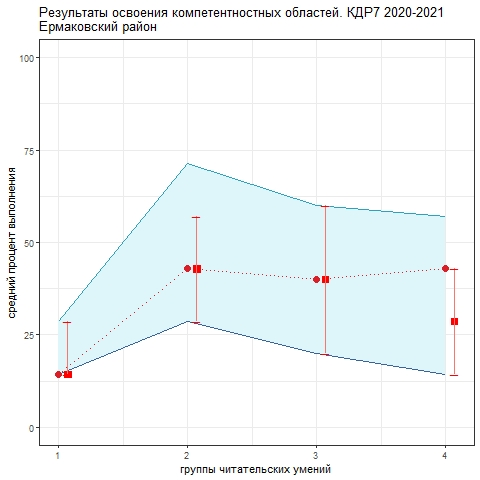 Результаты освоения компетентностных областей. КДР7 2020-2021
Ермаковский район
100
75
50
25
0
средний процент выполнения
1 2 3 4
группы читательских умений